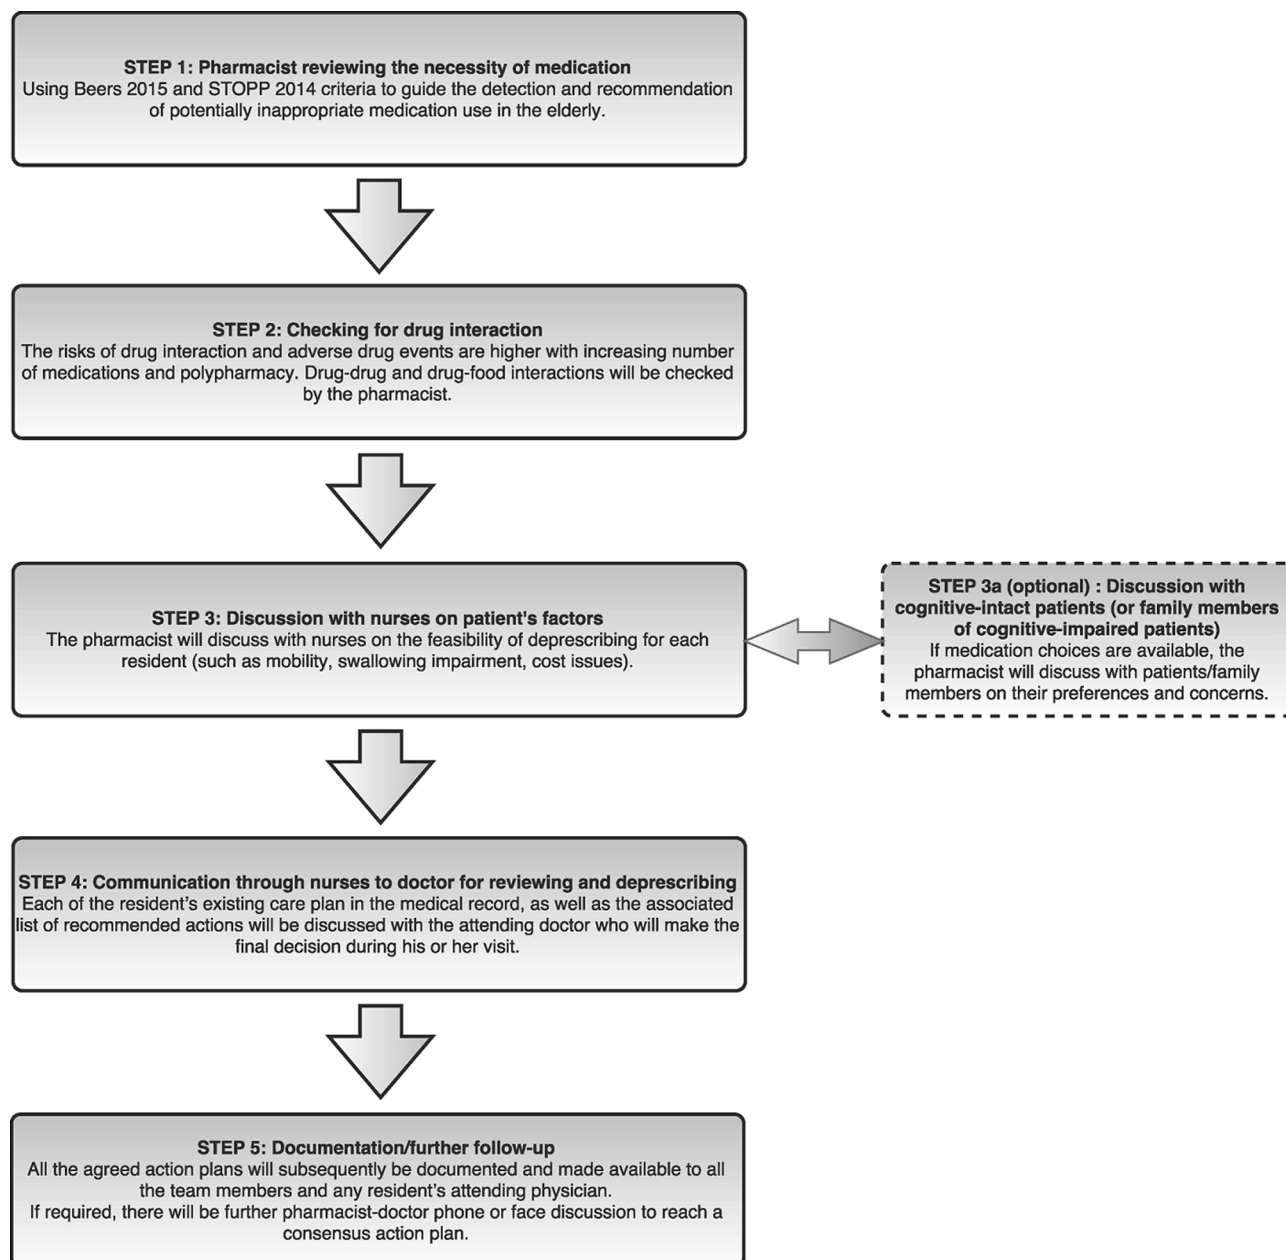 STEP 1: Pharmacist reviewing the necessity of medication
Using Beers 2015 and STOPP 2014 criteria to guide the detection and recommendation
of potentially inappropriate medication use in the elderly.
STEP 2: Checking for drug interaction
The risks of drug interaction and adverse drug events are higher with increasing number
of medications and polypharmacy. Drug-drug and drug-food interactions will be checked
by the pharmacist.
STEP 3: Discussion with nurses on patient's factors
The pharmacist will discuss with nurses on the feasibility of deprescribing for each
resident (such as mobility, swallowing impairment, cost issues).
STEP 3a (optional) : Discussion with
cognitive-intact patients (or family members
of cognitive-impaired patients)
If medication choices are available, the
pharmacist will discuss with patients/family
members on their preferences and concerns.
STEP 4: Communication through nurses to doctor for reviewing and deprescribing
Each of the resident’s existing care plan in the medical record, as well as the associated
list of recommended actions will be discussed with the attending doctor who will make the
final decision during his or her visit.
STEP 5: Documentation/further follow-up
All the agreed action plans will subsequently be documented and made available to all
the team members and any resident’s attending physician.
If required, there will be further pharmacist-doctor phone or face discussion to reach a
consensus action plan.